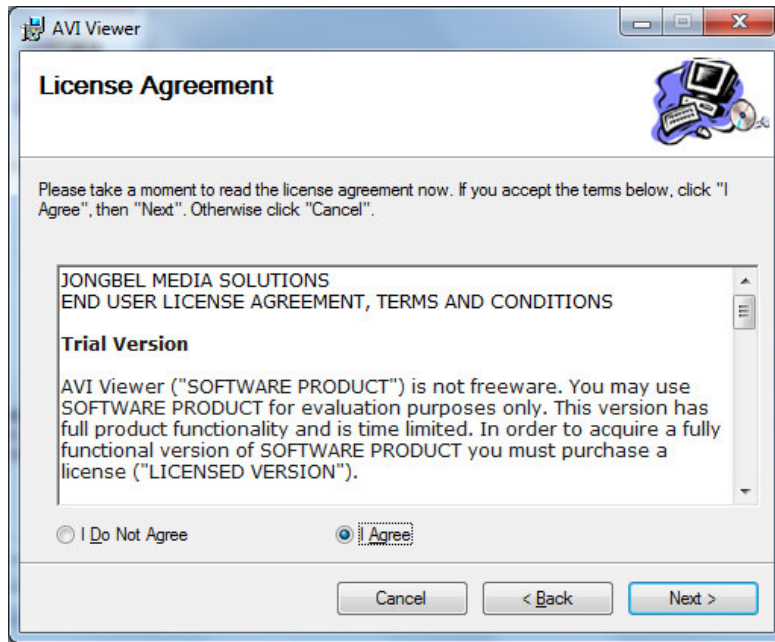 AVI Viewer
License Agreement
Please take a moment to read the license agreement now. If you accept the terms below, click "I
Agree", then "Next". Otherwise click "Cancel".
JONGBEL MEDIA SOLUTIONS
END USER LICENSE AGREEMENT, TERMS AND CONDITIONS
Trial Version
AVI Viewer ("SOFTWARE PRODUCT") is not freeware. You may use
SOFTWARE PRODUCT for evaluation purposes only. This version has
full product functionality and is time limited. In order to acquire a fully
functional version of SOFTWARE PRODUCT you must purchase a
license ("LICENSED VERSION").
I Do Not Agree
I Agree
Cancel
< Back
Next >